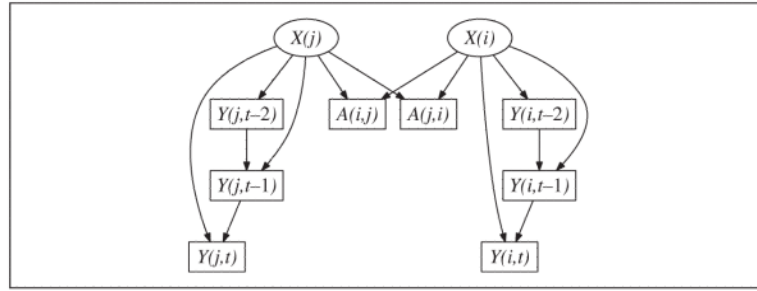 X(j) X(i)
Y(j,t–2) A(i,j) A(j,i) Y(i,t–2)
Y(j,t–1) Y(i,t–1)
Y(j,t) Y(i,t)